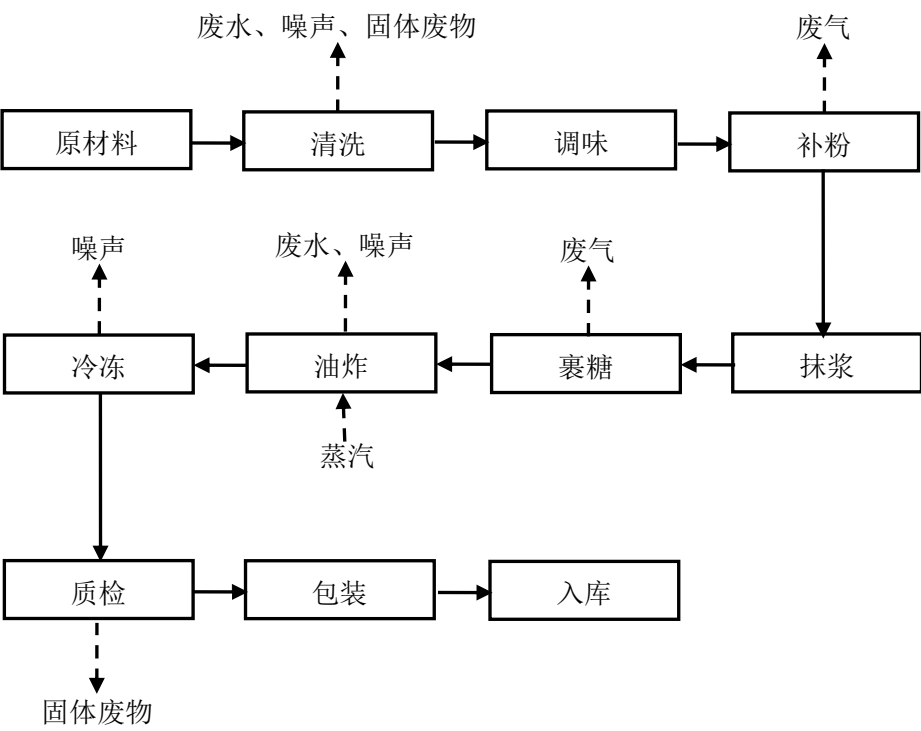 废水、噪声、固体废物
废气
原材料
清洗
调味
补粉
噪声
废水、噪声
废气
冷冻
油炸
裹糖
抹浆
蒸汽
质检
包装
入库
固体废物